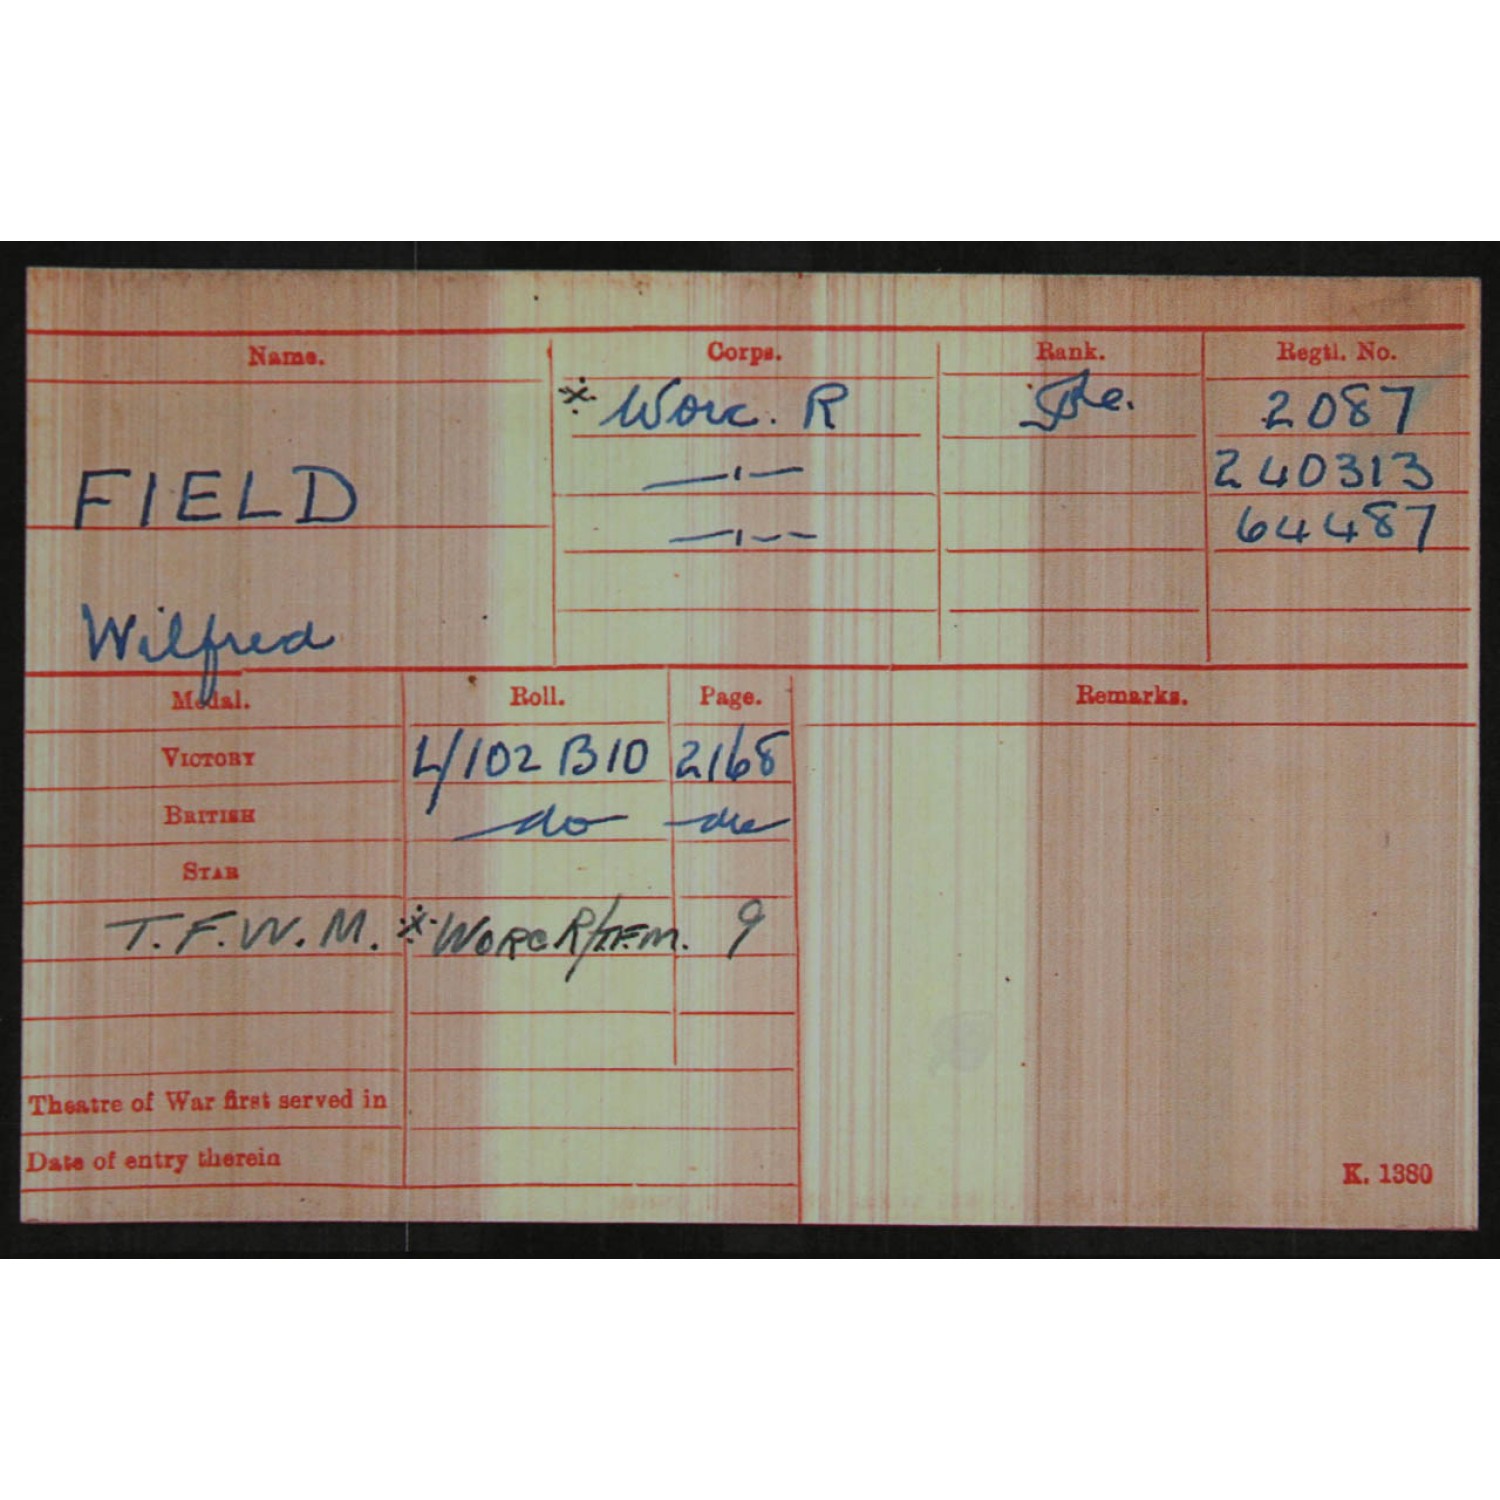 Name. Corps. Rank. Regtl. No.
※ Worc. R Pte. 2087
—ı— 240313
FIELD —ı-- 64487
Wilfred
Medal. Roll. Page. Remarks.
VICTORY L/102 B10 2168
BRITISH do do
STAR
T. F. W. M. ※ WORC R/T.F.M. 9
Theatre of War first served in
Date of entry therein
K. 1380